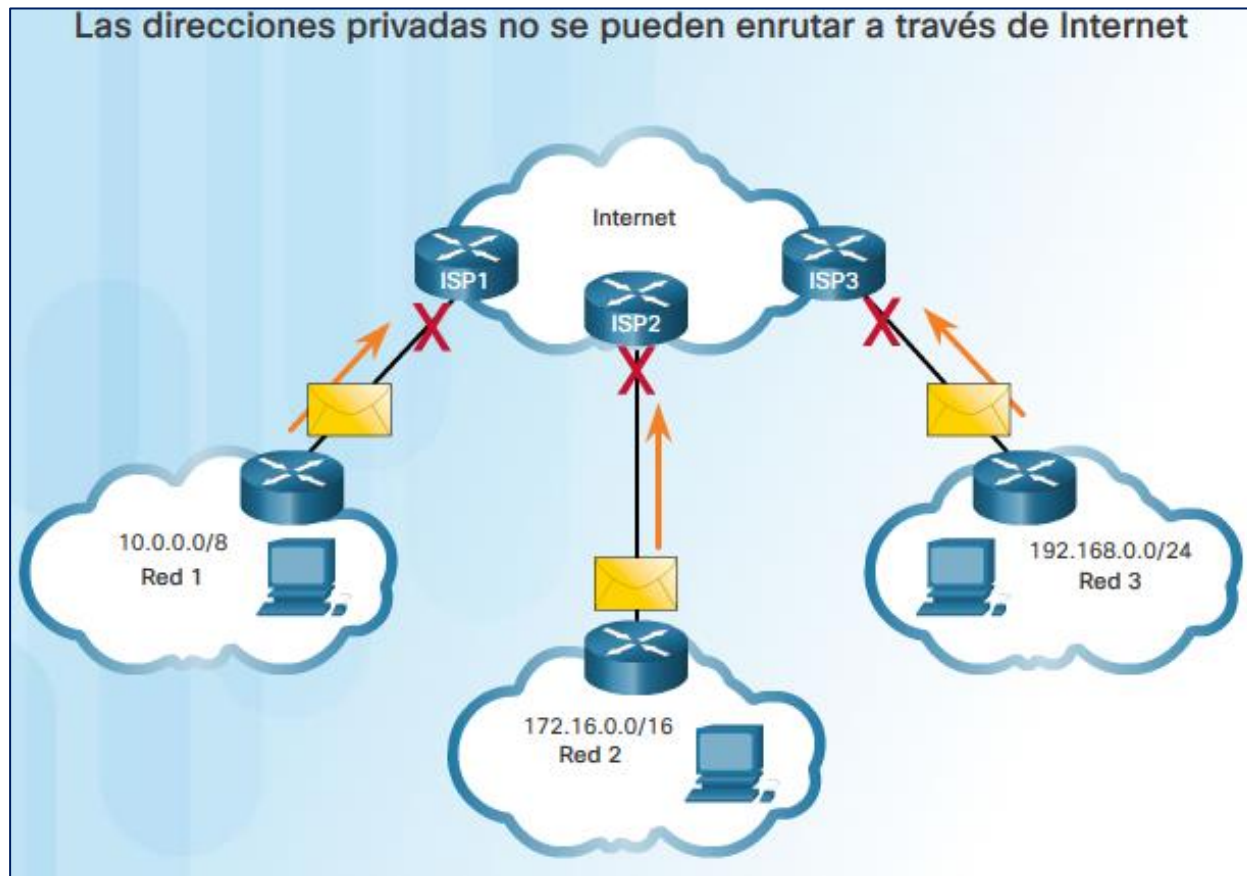 Las direcciones privadas no se pueden enrutar a través de Internet
Internet
ISP1
ISP2
ISP3
10.0.0.0/8
Red 1
172.16.0.0/16
Red 2
192.168.0.0/24
Red 3